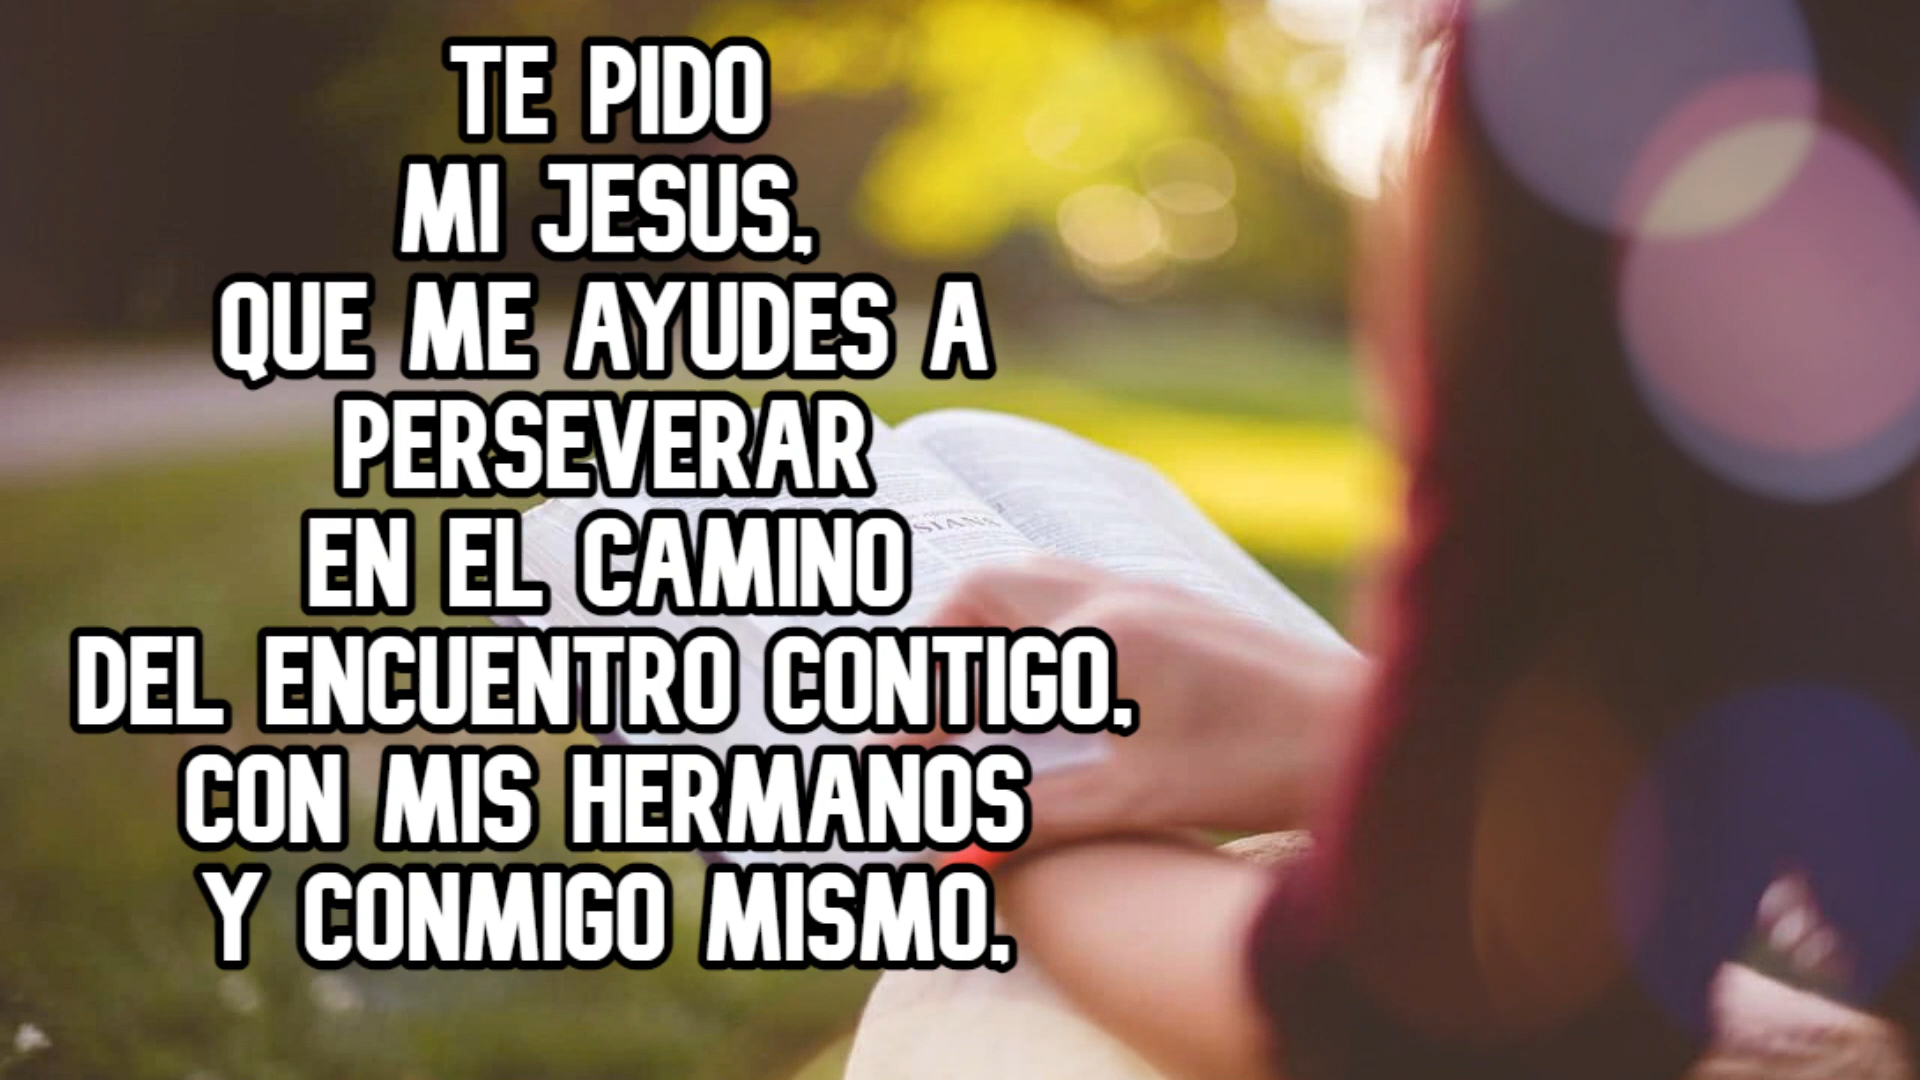 TE PIDO
MI JESUS,
QUE ME AYUDES A
PERSEVERAR
EN EL CAMINO
DEL ENCUENTRO CONTIGO,
CON MIS HERMANOS
Y CONMIGO MISMO,